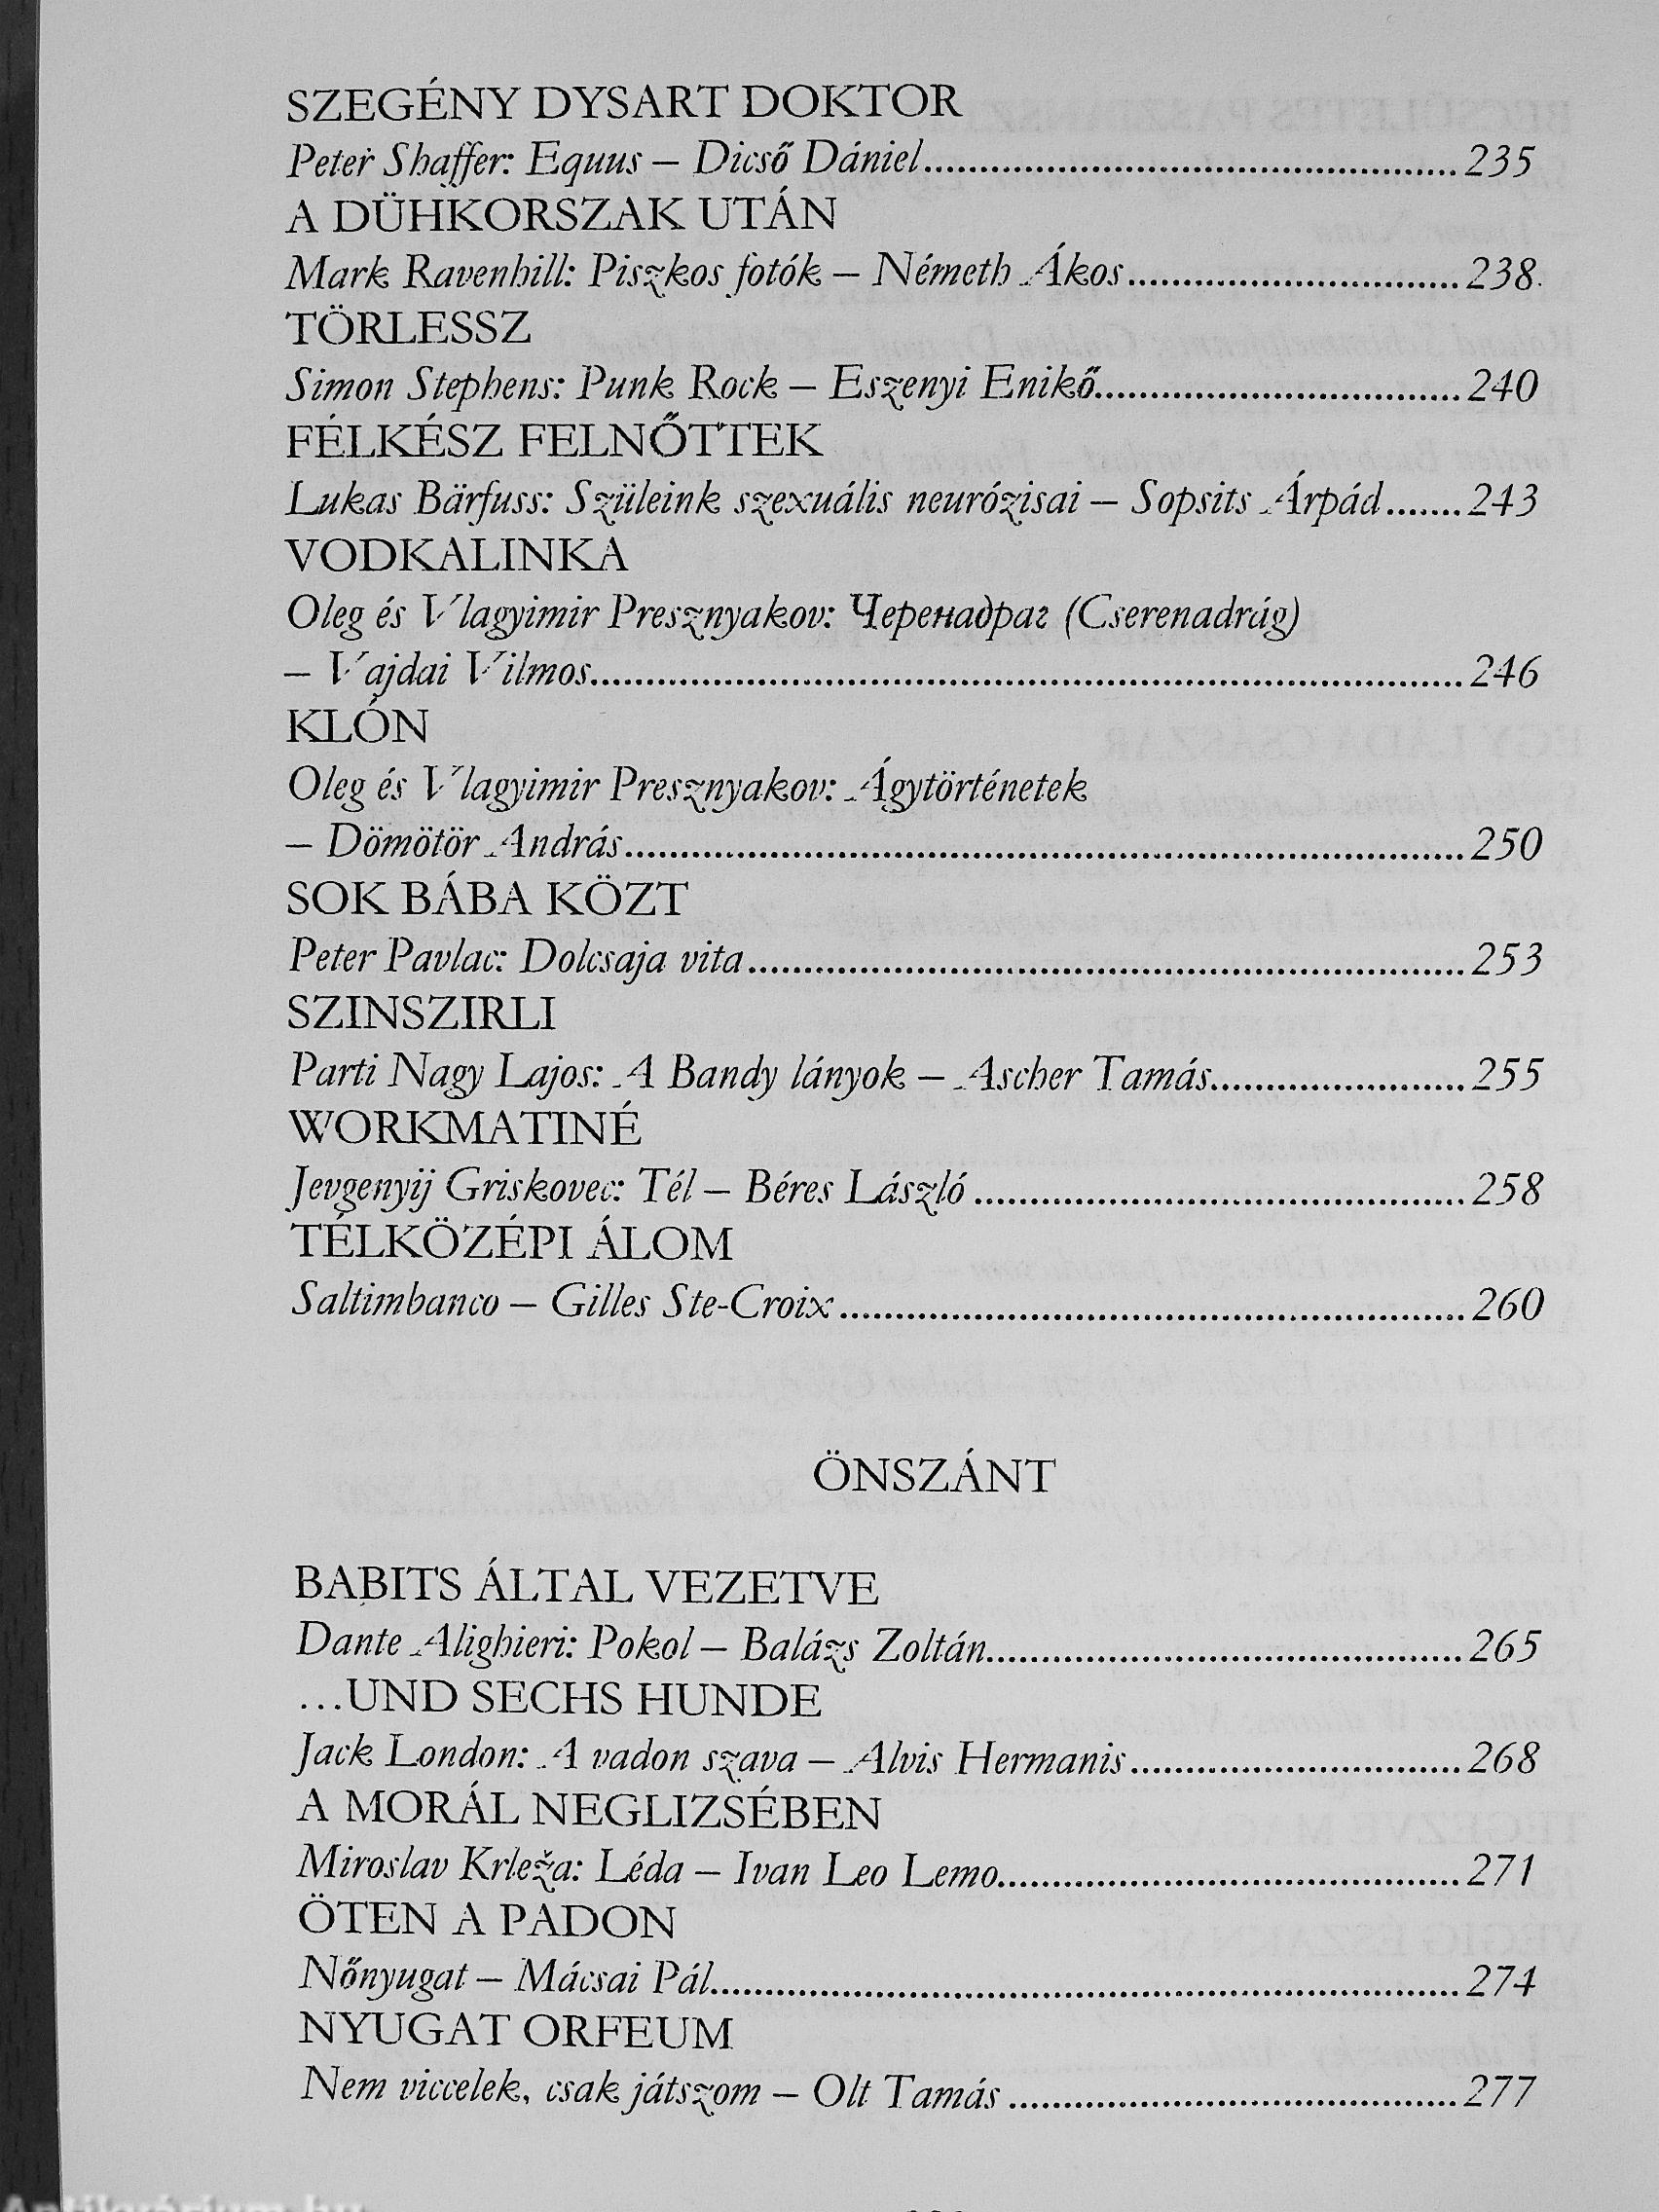 SZEGÉNY DYSART DOKTOR
Peter Shaffer: Equus – Dicső Dániel.................................................235
A DÜHKORSZAK UTÁN
Mark Ravenhill: Piszkos fotók – Németh Ákos..............................238.
TÖRLESSZ
Simon Stephens: Punk Rock – Eszenyi Enikő.................................240
FÉLKÉSZ FELNŐTTEK
Lukas Bärfuss: Szüleink szexuális neurózisai – Sopsits Árpád.......243
VODKALINKA
Oleg és Vlagyimir Presznyakov: Черенадраг (Cserenadrág)
– Vajdai Vilmos................................................................................246
KLÓN
Oleg és Vlagyimir Presznyakov: Ágytörténetek
– Dömötör András.............................................................................250
SOK BÁBA KÖZT
Peter Pavlac: Dolcsaja vita.................................................................253
SZINSZIRLI
Parti Nagy Lajos: A Bandy lányok – Ascher Tamás.......................255
WORKMATINÉ
Jevgenyij Griskovec: Tél – Béres László.............................................258
TÉLKÖZÉPI ÁLOM
Saltimbanco – Gilles Ste-Croix.........................................................260
ÖNSZÁNT
BABITS ÁLTAL VEZETVE
Dante Alighieri: Pokol – Balázs Zoltán...........................................265
…UND SECHS HUNDE
Jack London: A vadon szava – Alvis Hermanis..............................268
A MORÁL NEGLIZSÉBEN
Miroslav Krleža: Léda – Ivan Leo Lemo..........................................271
ÖTEN A PADON
Nőnyugat – Mácsai Pál....................................................................274
NYUGAT ORFEUM
Nem viccelek, csak játszom – Olt Tamás.........................................277